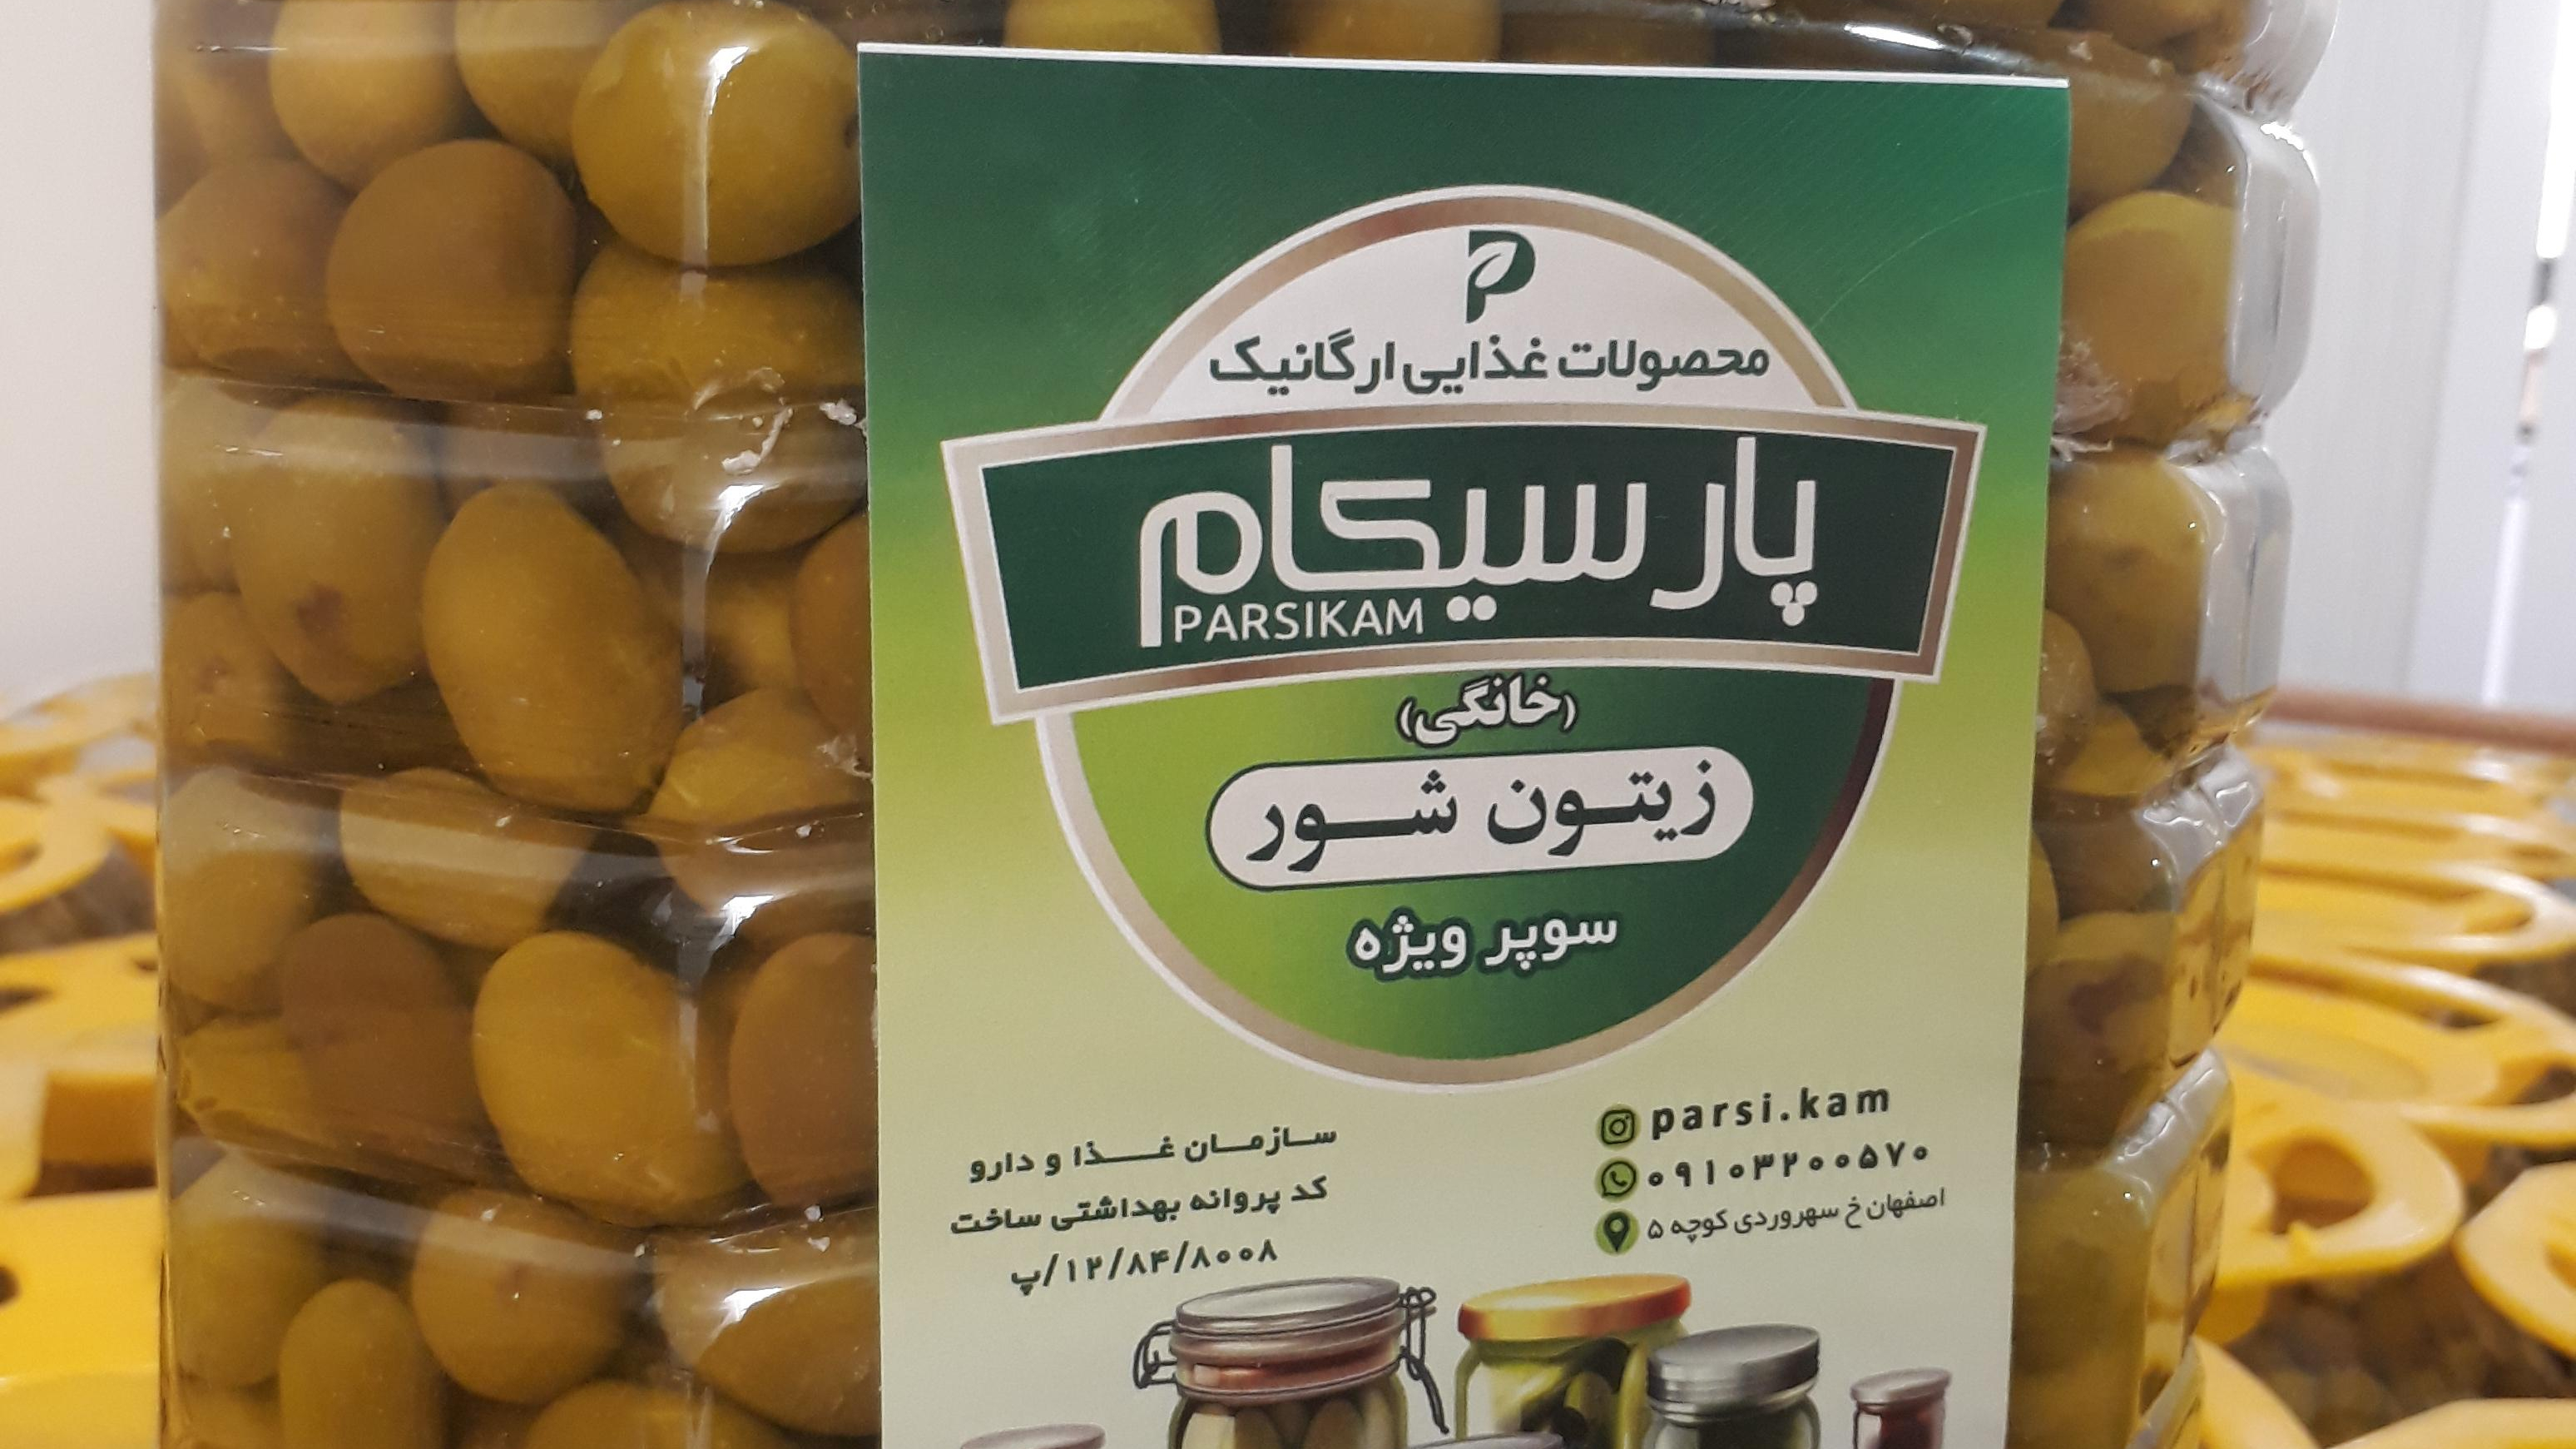 محصولات غذایی ارگانیک
پارسیکام
PARSIKAM
(خانگی)
زیتون شور
سوپر ویژه
parsi.kam
۰۹۱۰۳۲۰۰۵۷۰
اصفهان خ سهروردی کوچه ۵
سازمان غذا و دارو
کد پروانه بهداشتی ساخت
پ/۱۲/۸۴/۸۰۰۸